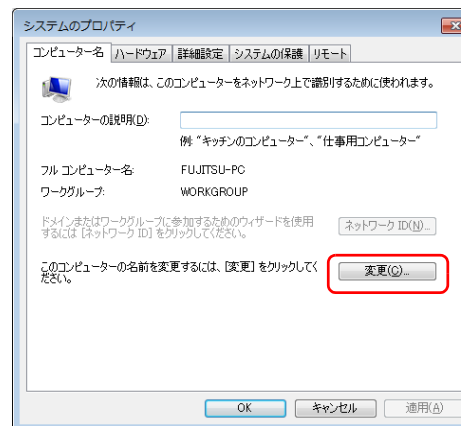 システムのプロパティ
コンピューター名 ハードウェア 詳細設定 システムの保護 リモート
次の情報は、このコンピューターをネットワーク上で識別するために使われます。
コンピューターの説明(D):
例: "キッチンのコンピューター"、"仕事用コンピューター"
フル コンピューター名: FUJITSU-PC
ワークグループ: WORKGROUP
ドメインまたはワークグループに参加するためのウィザードを使用
するには [ネットワーク ID] をクリックしてください。
ネットワーク ID(N)...
このコンピューターの名前を変更するには、[変更] をクリックしてく
ださい。
変更(C)...
OK キャンセル 適用(A)